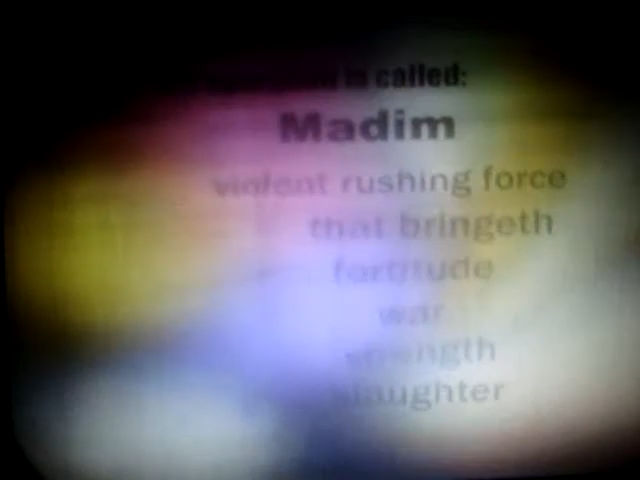 is called:
Madim
violent rushing force
that bringeth
fortitude
war
strength
slaughter